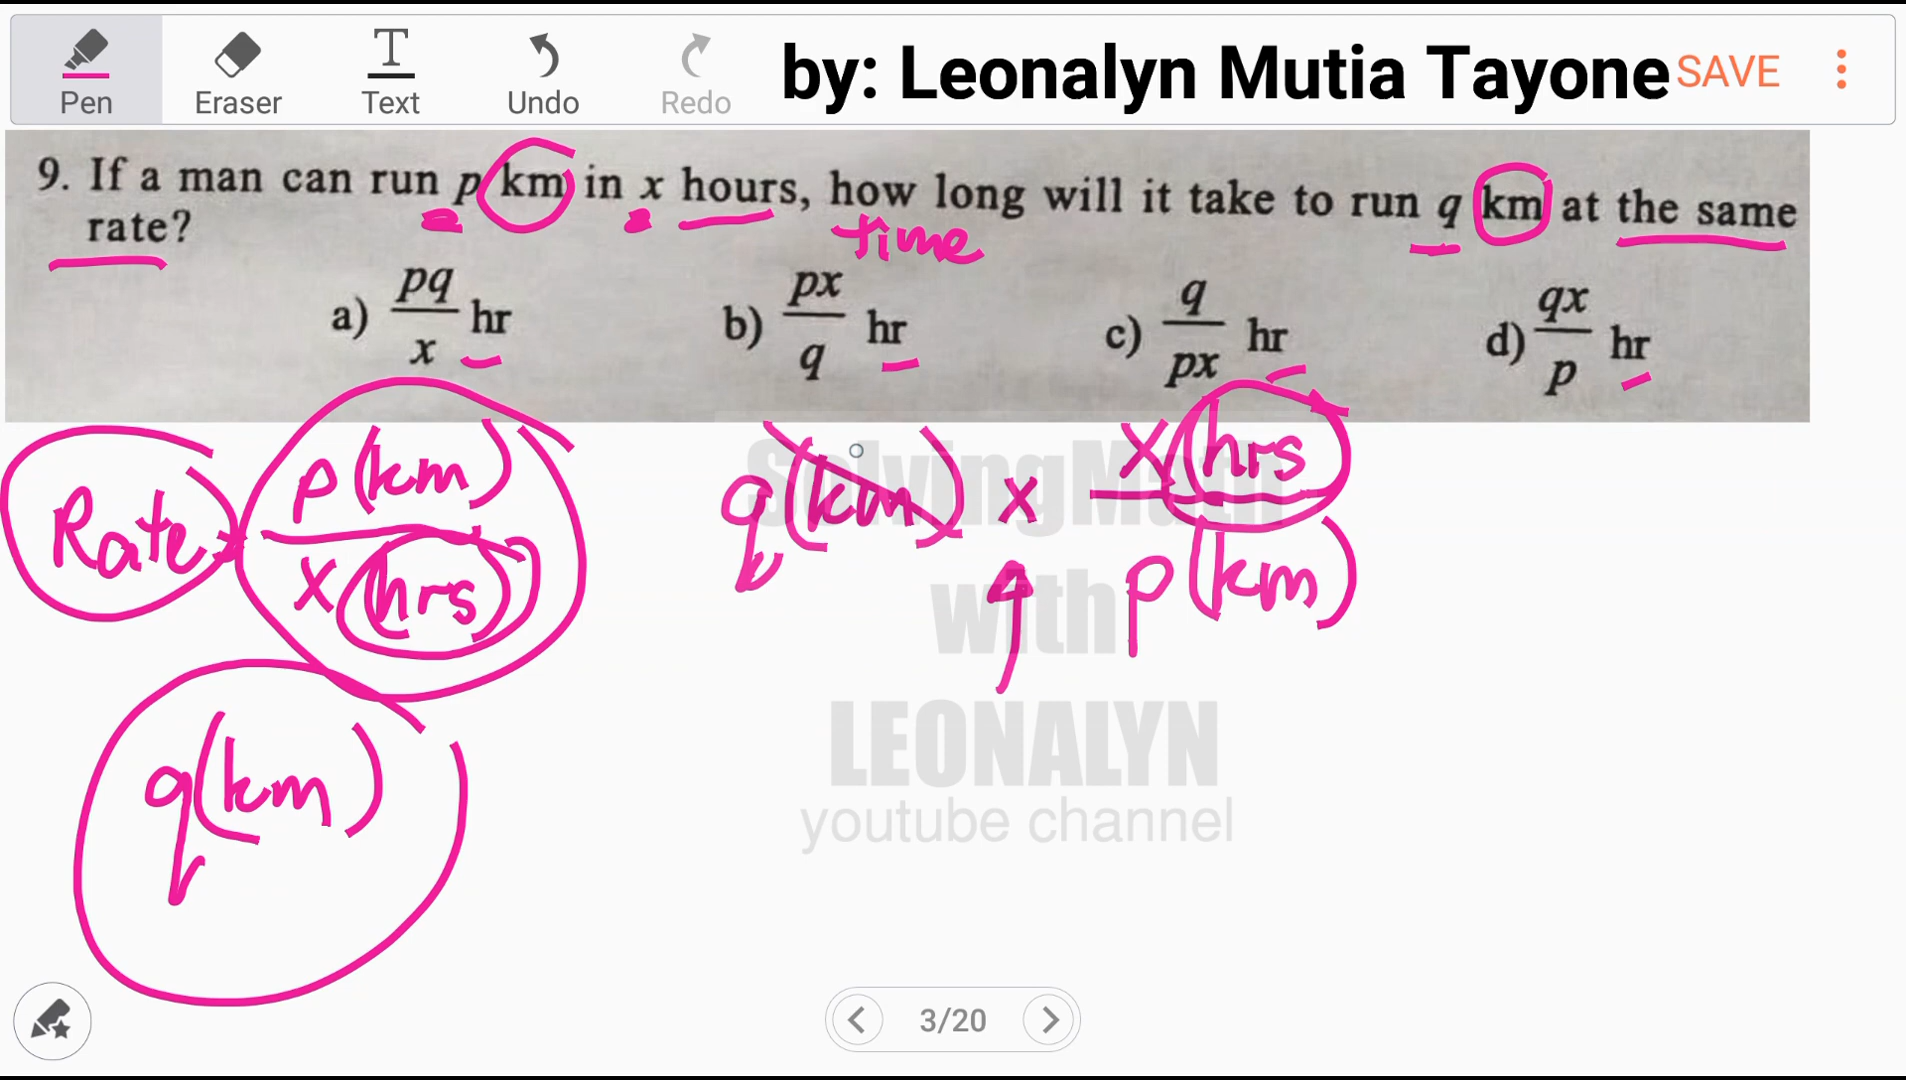 Pen
Eraser
Text
Undo
Redo
by: Leonalyn Mutia Tayone
SAVE
9. If a man can run p km in x hours, how long will it take to run q km at the same
rate?
time
a) pq/x hr
b) px/q hr
c) q/px hr
d) qx/p hr
Rate = p(km)/x(hrs)
q(km) x x(hrs)/p(km)
q(km)
SolvingMath
with
LEONALYN
youtube channel
3/20